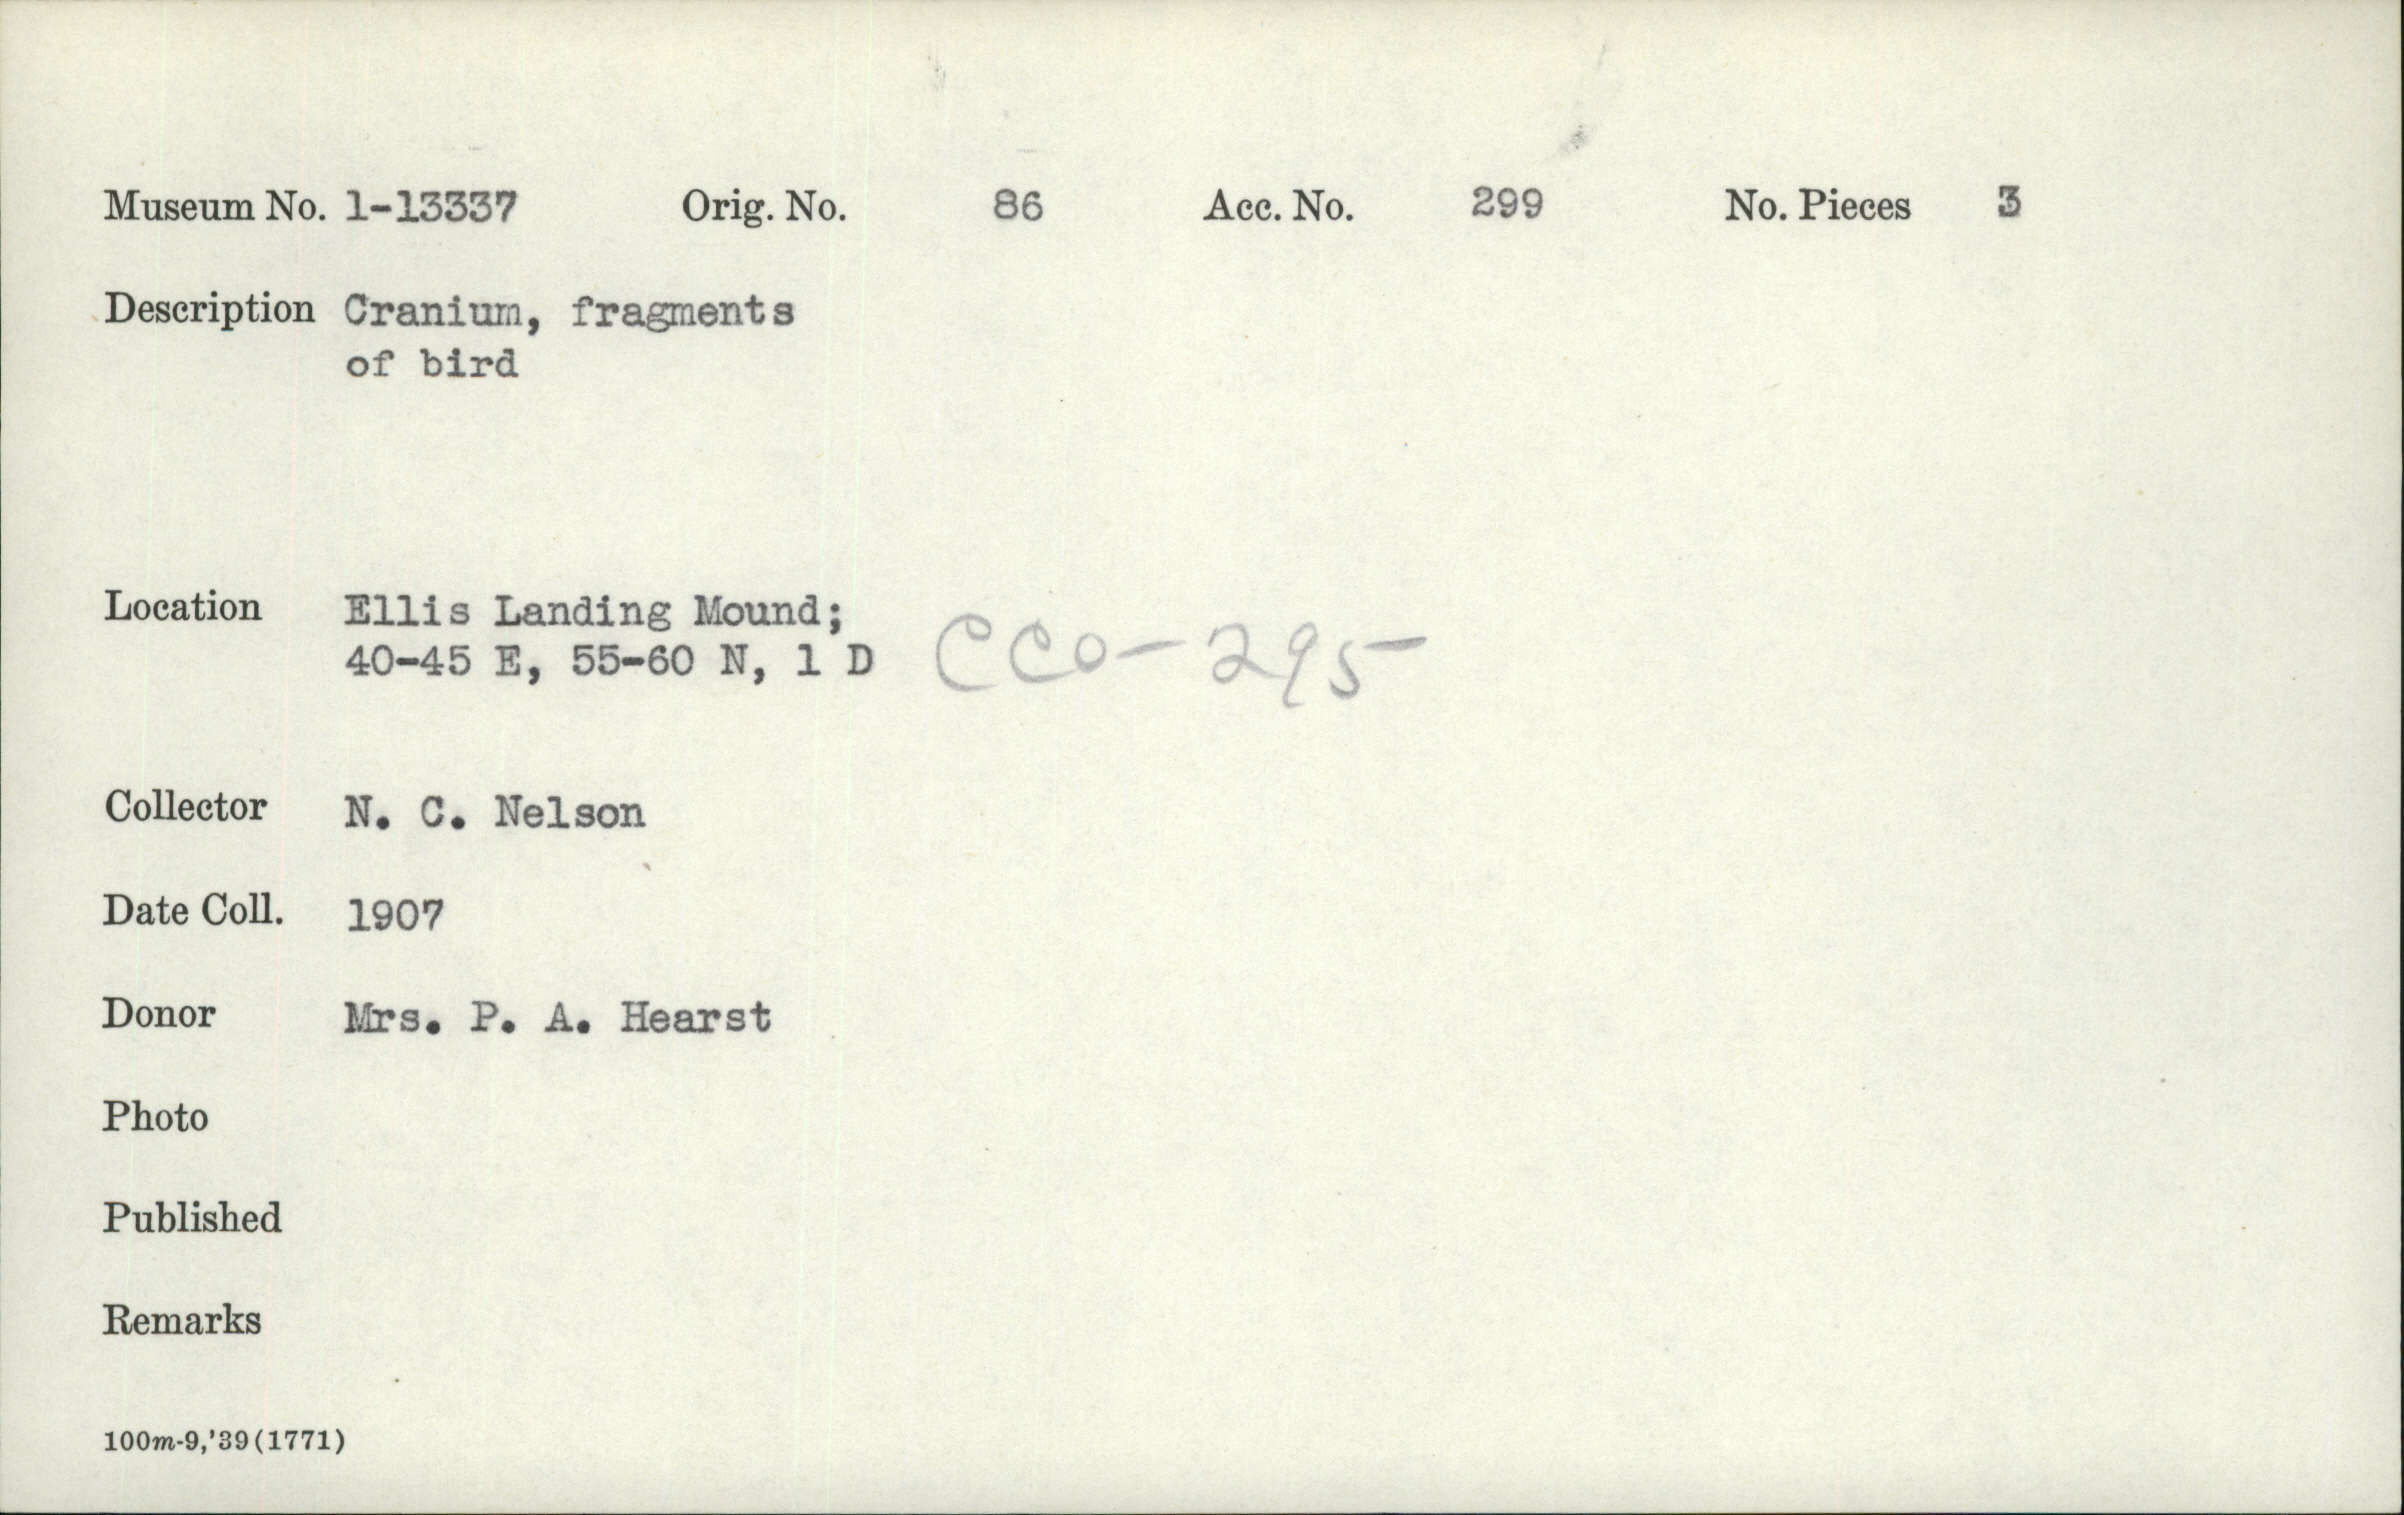 Museum No. 1-13337 Orig. No. 86 Acc. No. 299 No. Pieces 3
Description Cranium, fragments
of bird
Location Ellis Landing Mound;
40-45 E, 55-60 N, 1 D CCO-295
Collector N. C. Nelson
Date Coll. 1907
Donor Mrs. P. A. Hearst
Photo
Published
Remarks
100m-9,'39(1771)